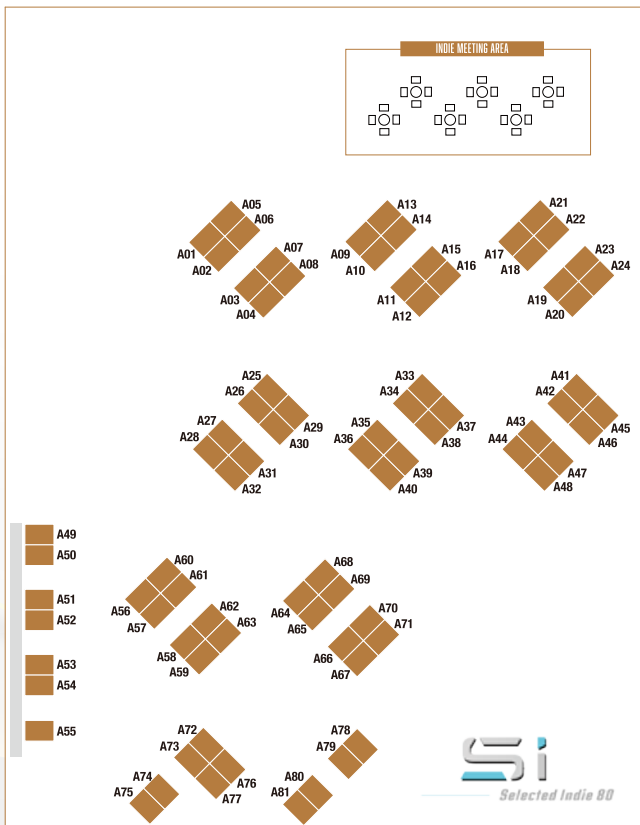 INDIE MEETING AREA
A05
A06
A01
A02
A07
A08
A03
A04
A13
A14
A09
A10
A15
A16
A11
A12
A21
A22
A17
A18
A23
A24
A19
A20
A25
A26
A29
A30
A27
A28
A31
A32
A33
A34
A37
A38
A35
A36
A39
A40
A41
A42
A45
A46
A43
A44
A47
A48
A49
A50
A51
A52
A53
A54
A55
A60
A61
A56
A57
A62
A63
A58
A59
A68
A69
A64
A65
A70
A71
A66
A67
A72
A73
A76
A77
A74
A75
A78
A79
A80
A81
Si
Selected Indie 80